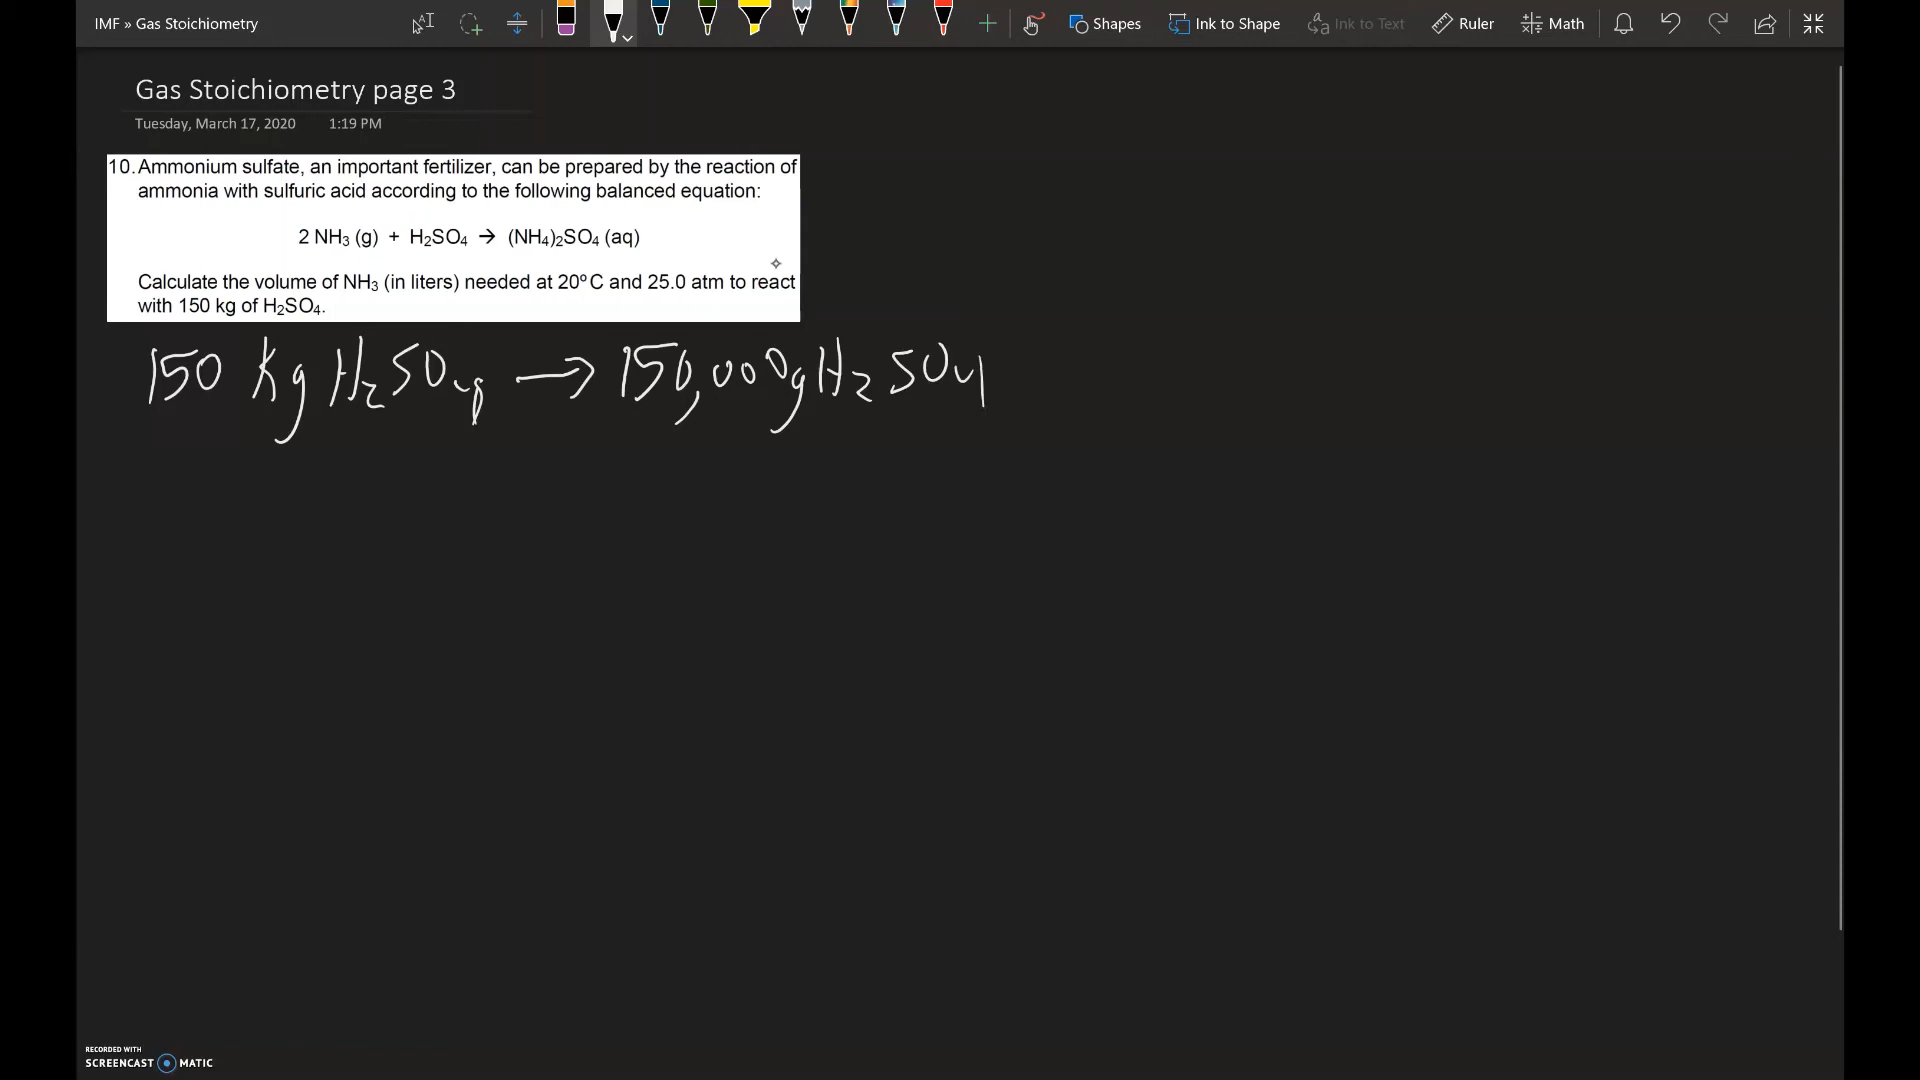 IMF » Gas Stoichiometry
Shapes
Ink to Shape
Ink to Text
Ruler
Math
Gas Stoichiometry page 3
Tuesday, March 17, 2020 1:19 PM
10. Ammonium sulfate, an important fertilizer, can be prepared by the reaction of
ammonia with sulfuric acid according to the following balanced equation:
2 NH₃ (g) + H₂SO₄ → (NH₄)₂SO₄ (aq)
Calculate the volume of NH₃ (in liters) needed at 20° C and 25.0 atm to react
with 150 kg of H₂SO₄.
150 Kg H₂SO₄ → 150,000g H₂SO₄
RECORDED WITH
SCREENCAST MATIC